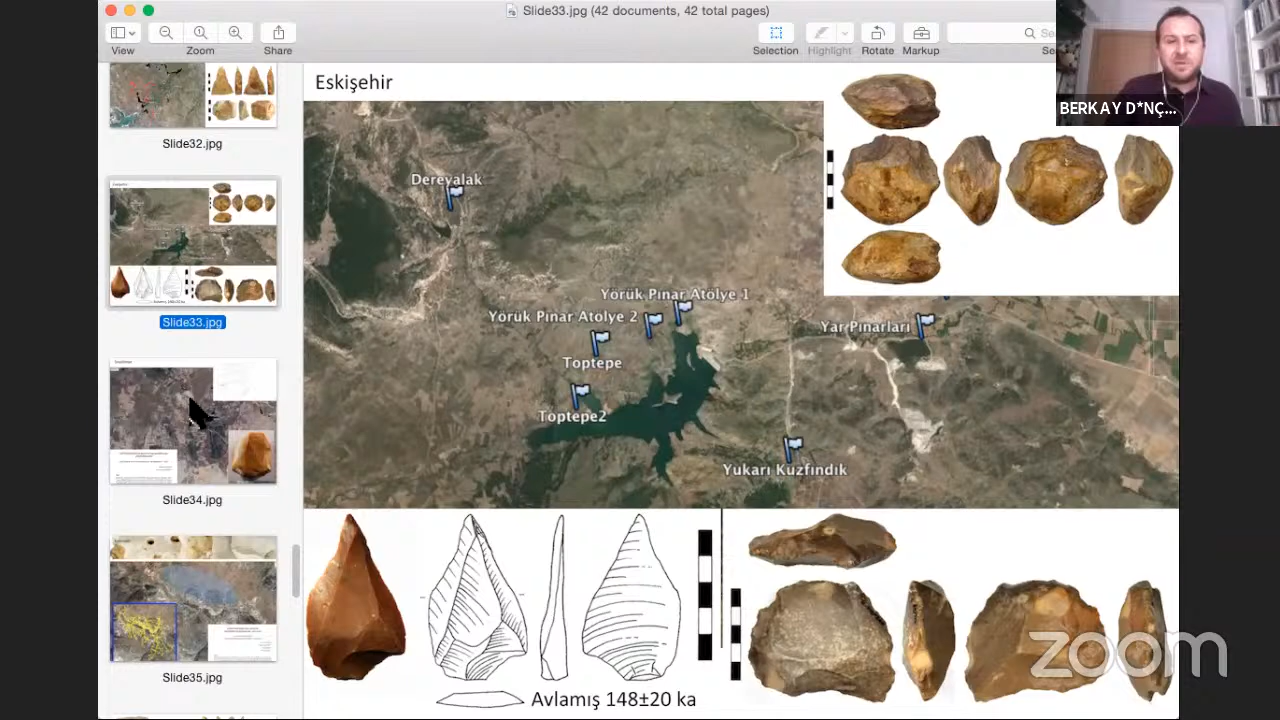 Slide33.jpg (42 documents, 42 total pages)
View
Zoom
Share
Selection
Highlight
Rotate
Markup
BERKAY D*NÇ...
Slide32.jpg
Slide33.jpg
Slide34.jpg
Slide35.jpg
Eskişehir
Dereyalak
Yörük Pınar Atölye 1
Yörük Pınar Atölye 2
Yar Pınarları
Toptepe
Toptepe2
Yukarı Kuzfındık
Avlamış 148±20 ka
zoom